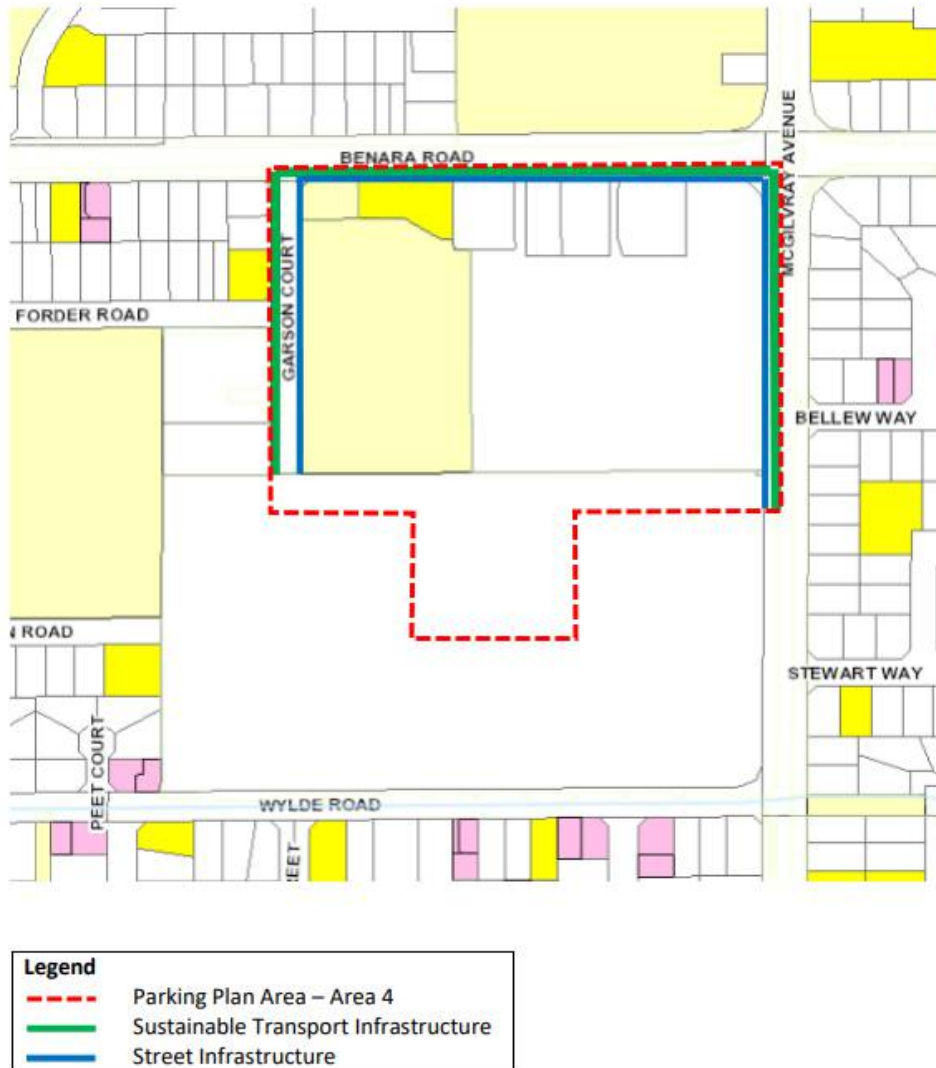 BENARA ROAD
MCGILVRAY AVENUE
GARSON COURT
FORDER ROAD
BELLEW WAY
N ROAD
STEWART WAY
PEET COURT
WYLDE ROAD
REET
Legend
Parking Plan Area – Area 4
Sustainable Transport Infrastructure
Street Infrastructure